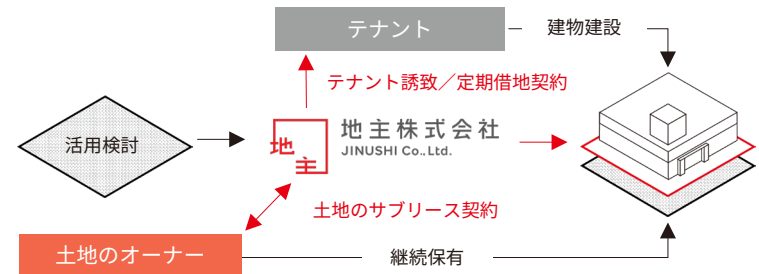 テナント
建物建設
テナント誘致／定期借地契約
活用検討
地主
地主株式会社
JINUSHI Co., Ltd.
土地のサブリース契約
土地のオーナー
継続保有